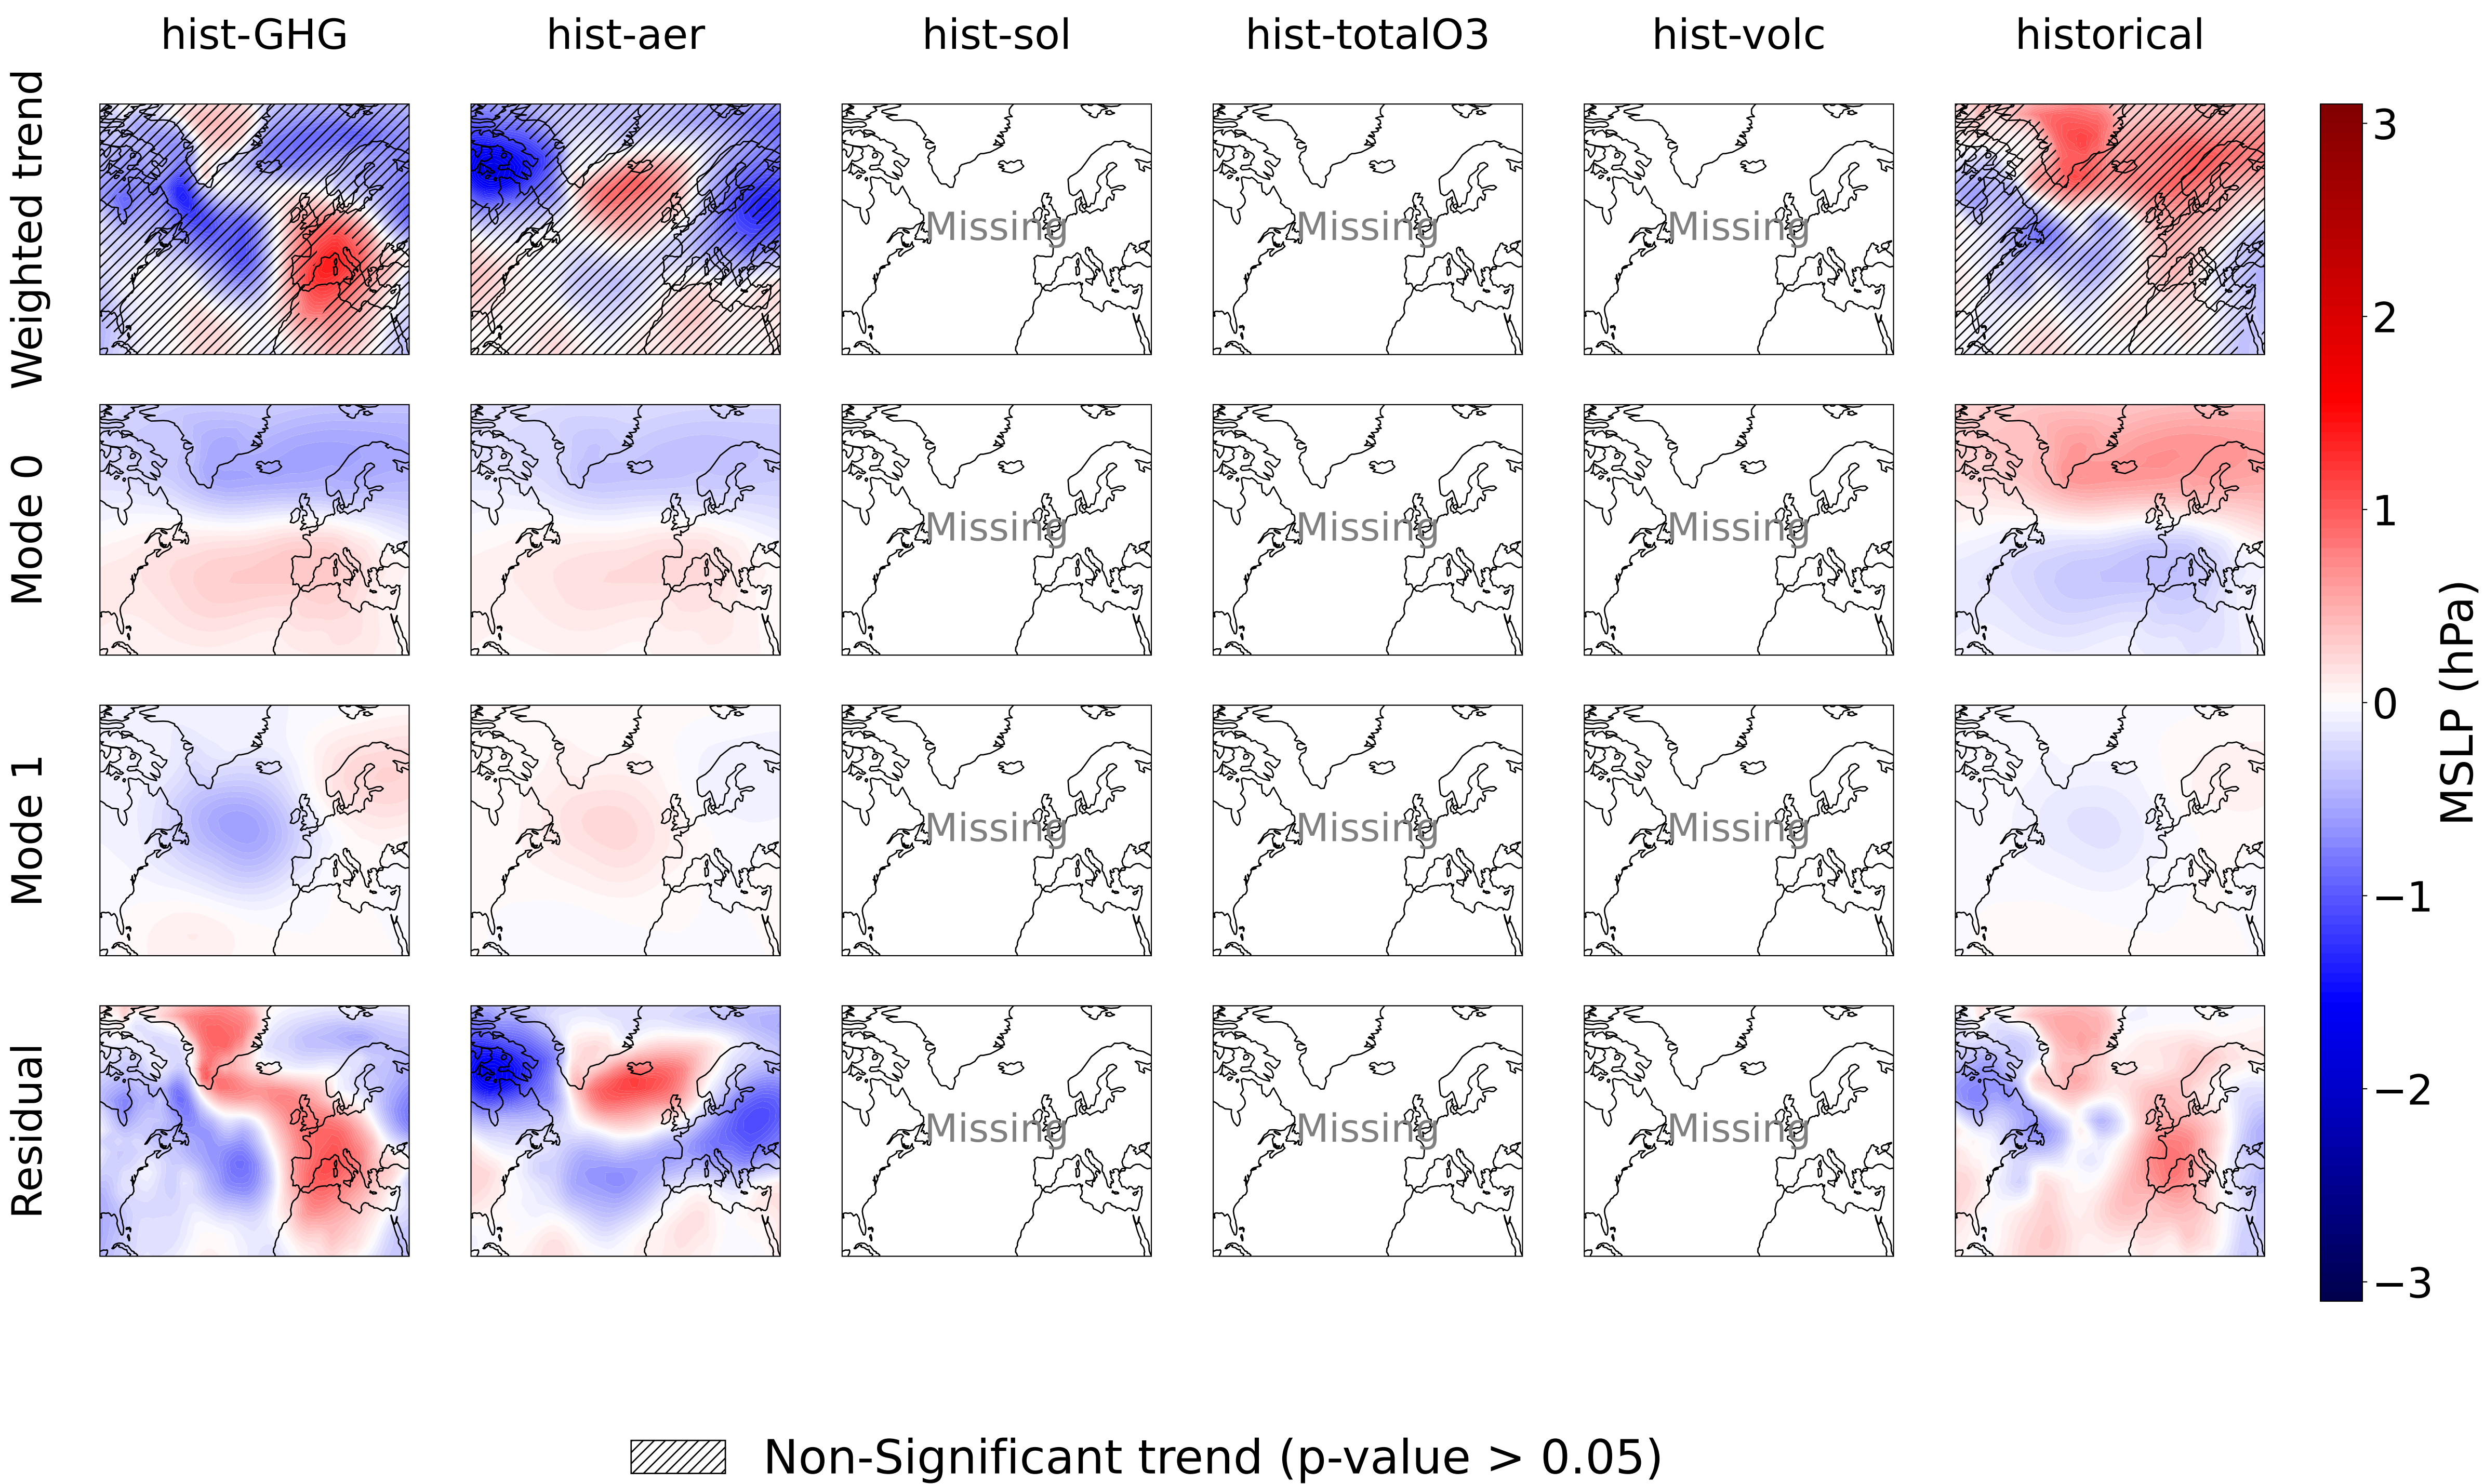 hist-GHG hist-aer hist-sol hist-totalO3 hist-volc historical
Weighted trend
Missing Missing Missing
Mode 0
Missing Missing Missing
Mode 1
Missing Missing Missing
Residual
Missing Missing Missing
3
2
1
0
−1
−2
−3
MSLP (hPa)
Non-Significant trend (p-value > 0.05)